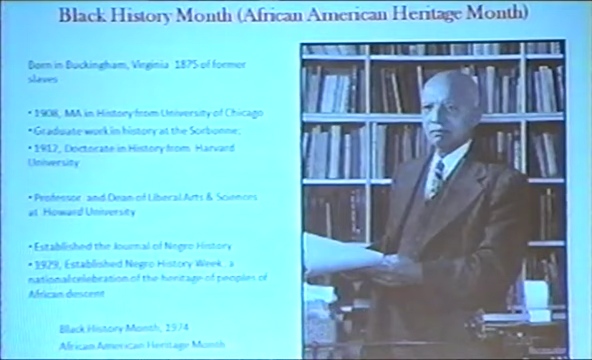 Black History Month (African American Heritage Month)
Born in Buckingham, Virginia 1875 of former
slaves
• 1908, MA in History from University of Chicago
• Graduate work in history at the Sorbonne;
• 1912, Doctorate in History from Harvard
University
• Professor and Dean of Liberal Arts & Sciences
at Howard University
• Established the Journal of Negro History
• 1929, Established Negro History Week, a
national celebration of the heritage of peoples of
African descent
Black History Month, 1974
African American Heritage Month